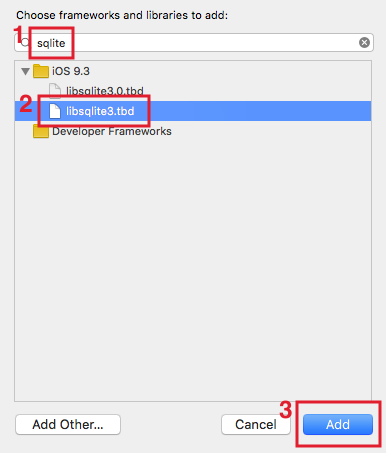 Choose frameworks and libraries to add:
1 sqlite
iOS 9.3
libsqlite3.0.tbd
2 libsqlite3.tbd
Developer Frameworks
3
Add Other... Cancel Add